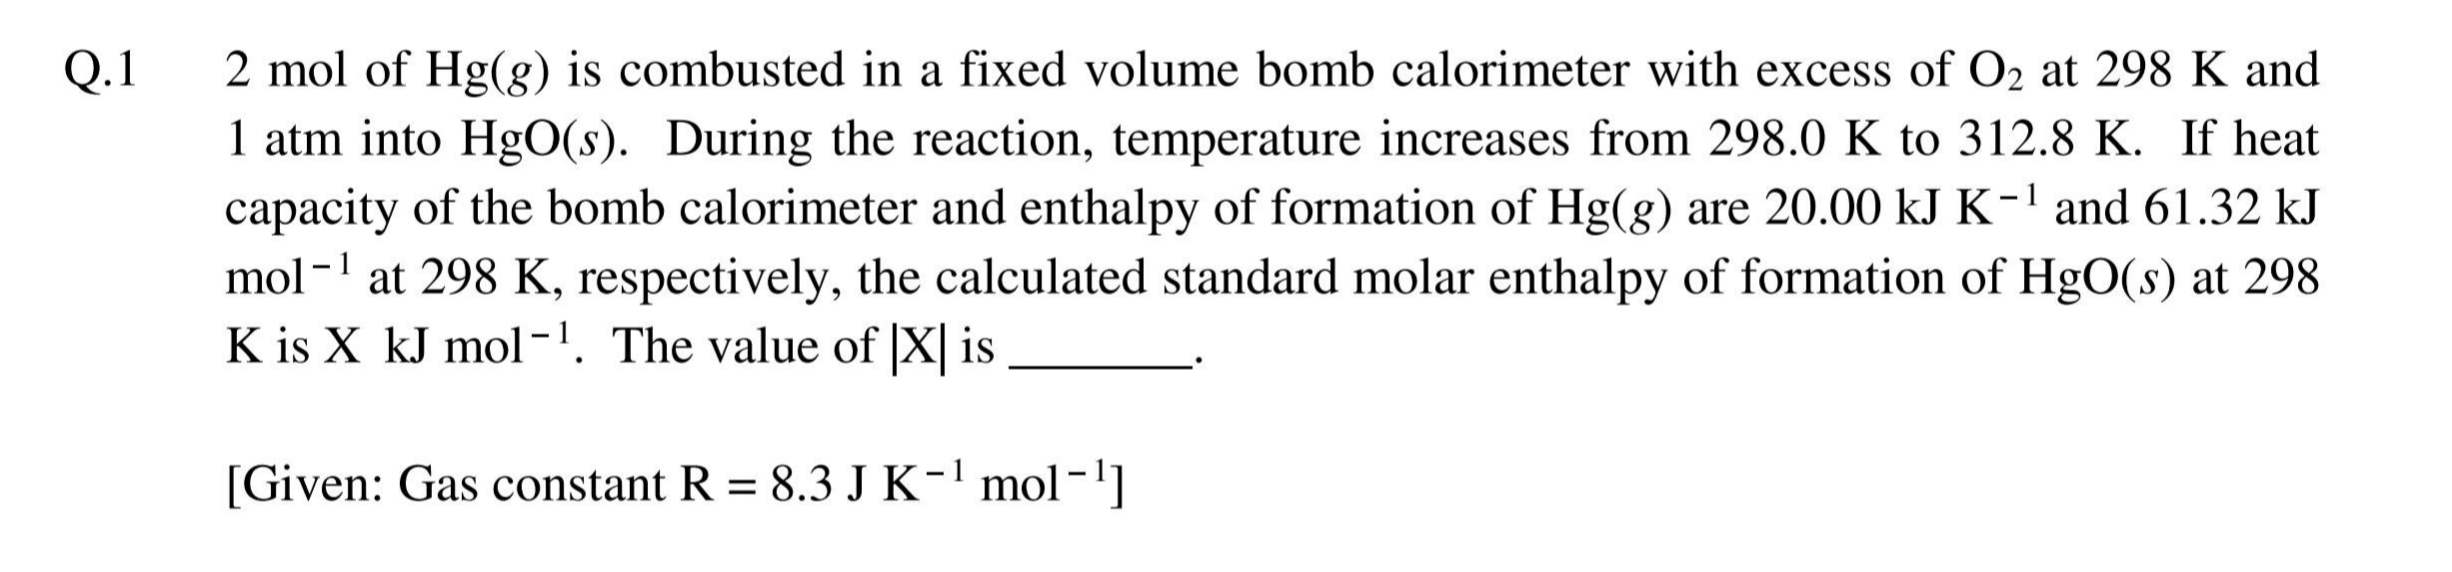 Q.1 2 mol of Hg(g) is combusted in a fixed volume bomb calorimeter with excess of O₂ at 298 K and
1 atm into HgO(s). During the reaction, temperature increases from 298.0 K to 312.8 K. If heat
capacity of the bomb calorimeter and enthalpy of formation of Hg(g) are 20.00 kJ K⁻¹ and 61.32 kJ
mol⁻¹ at 298 K, respectively, the calculated standard molar enthalpy of formation of HgO(s) at 298
K is X kJ mol⁻¹. The value of |X| is ________.
[Given: Gas constant R = 8.3 J K⁻¹ mol⁻¹]